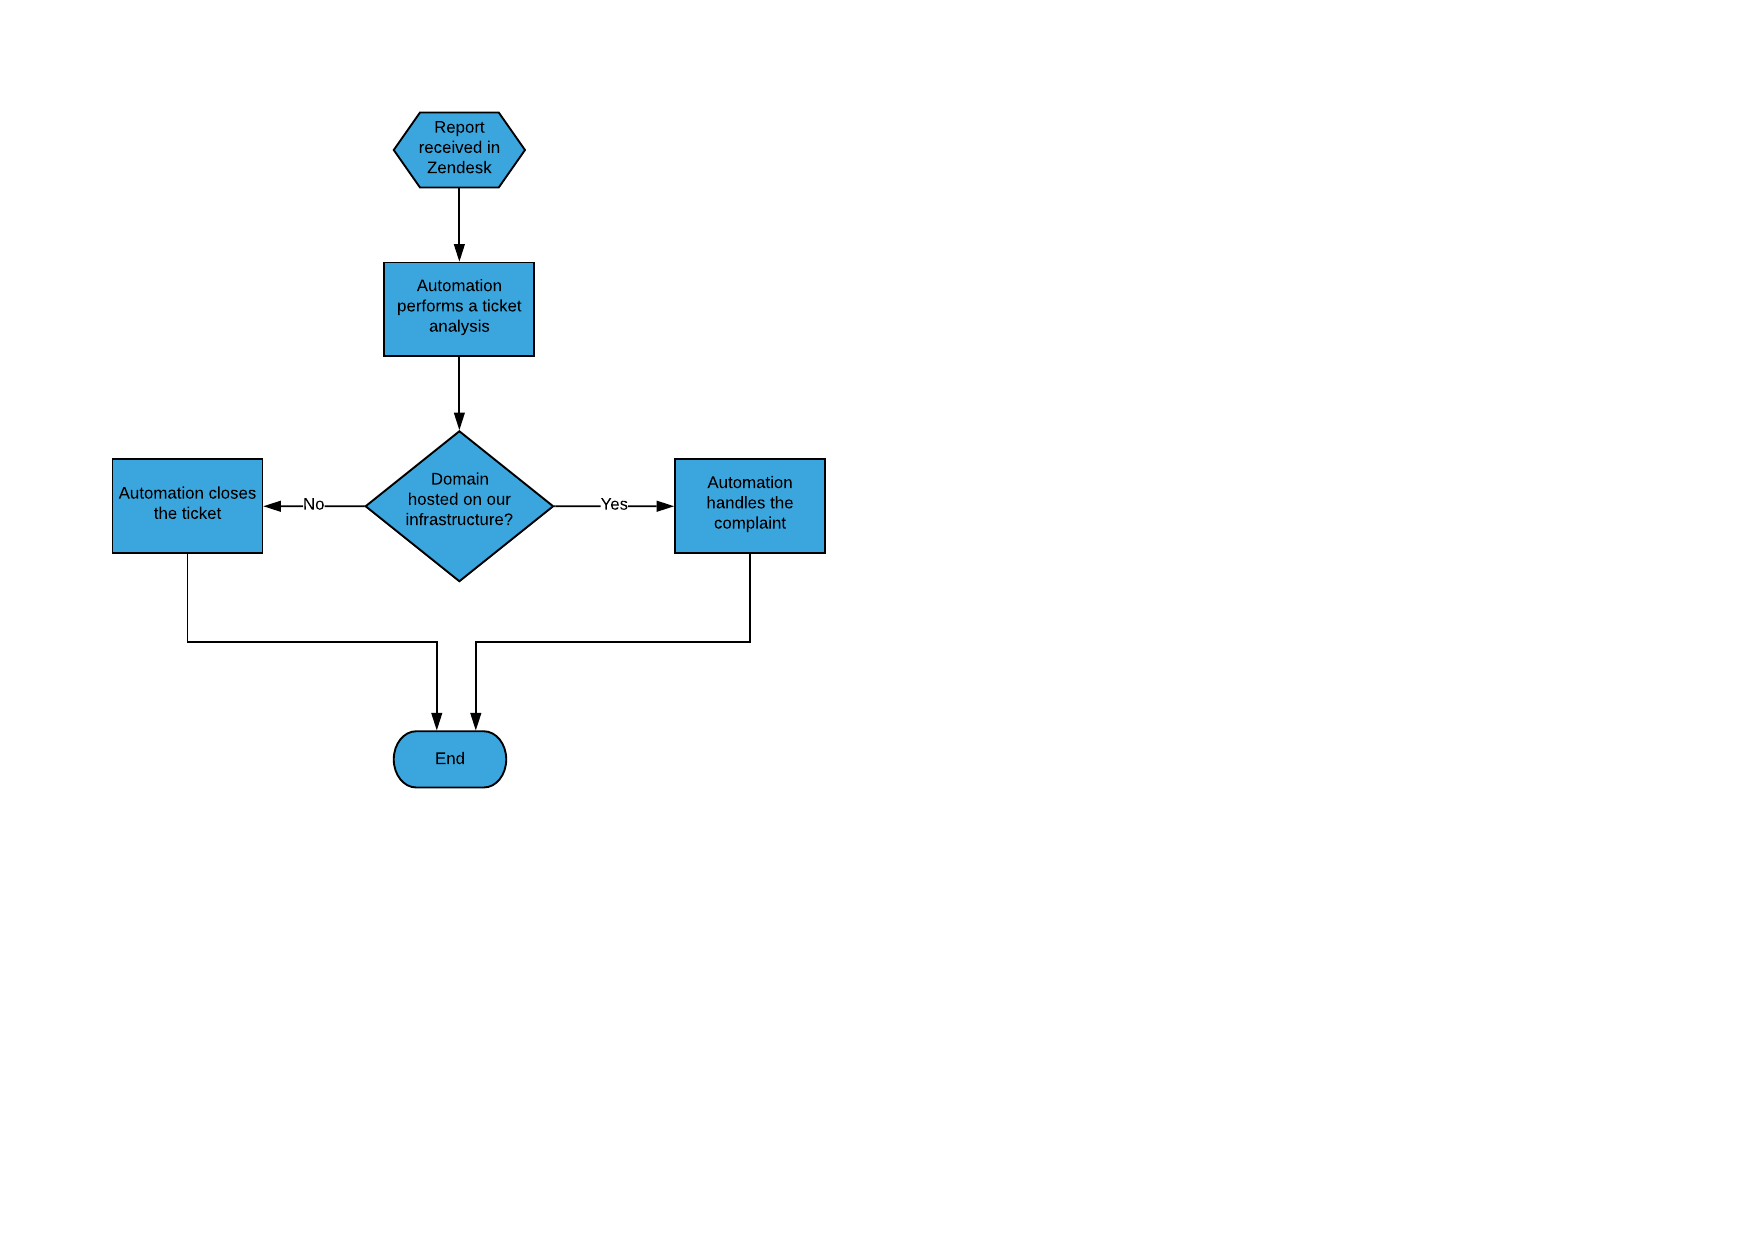 Report
received in
Zendesk
Automation
performs a ticket
analysis
Domain
hosted on our
infrastructure?
No
Automation closes
the ticket
Yes
Automation
handles the
complaint
End